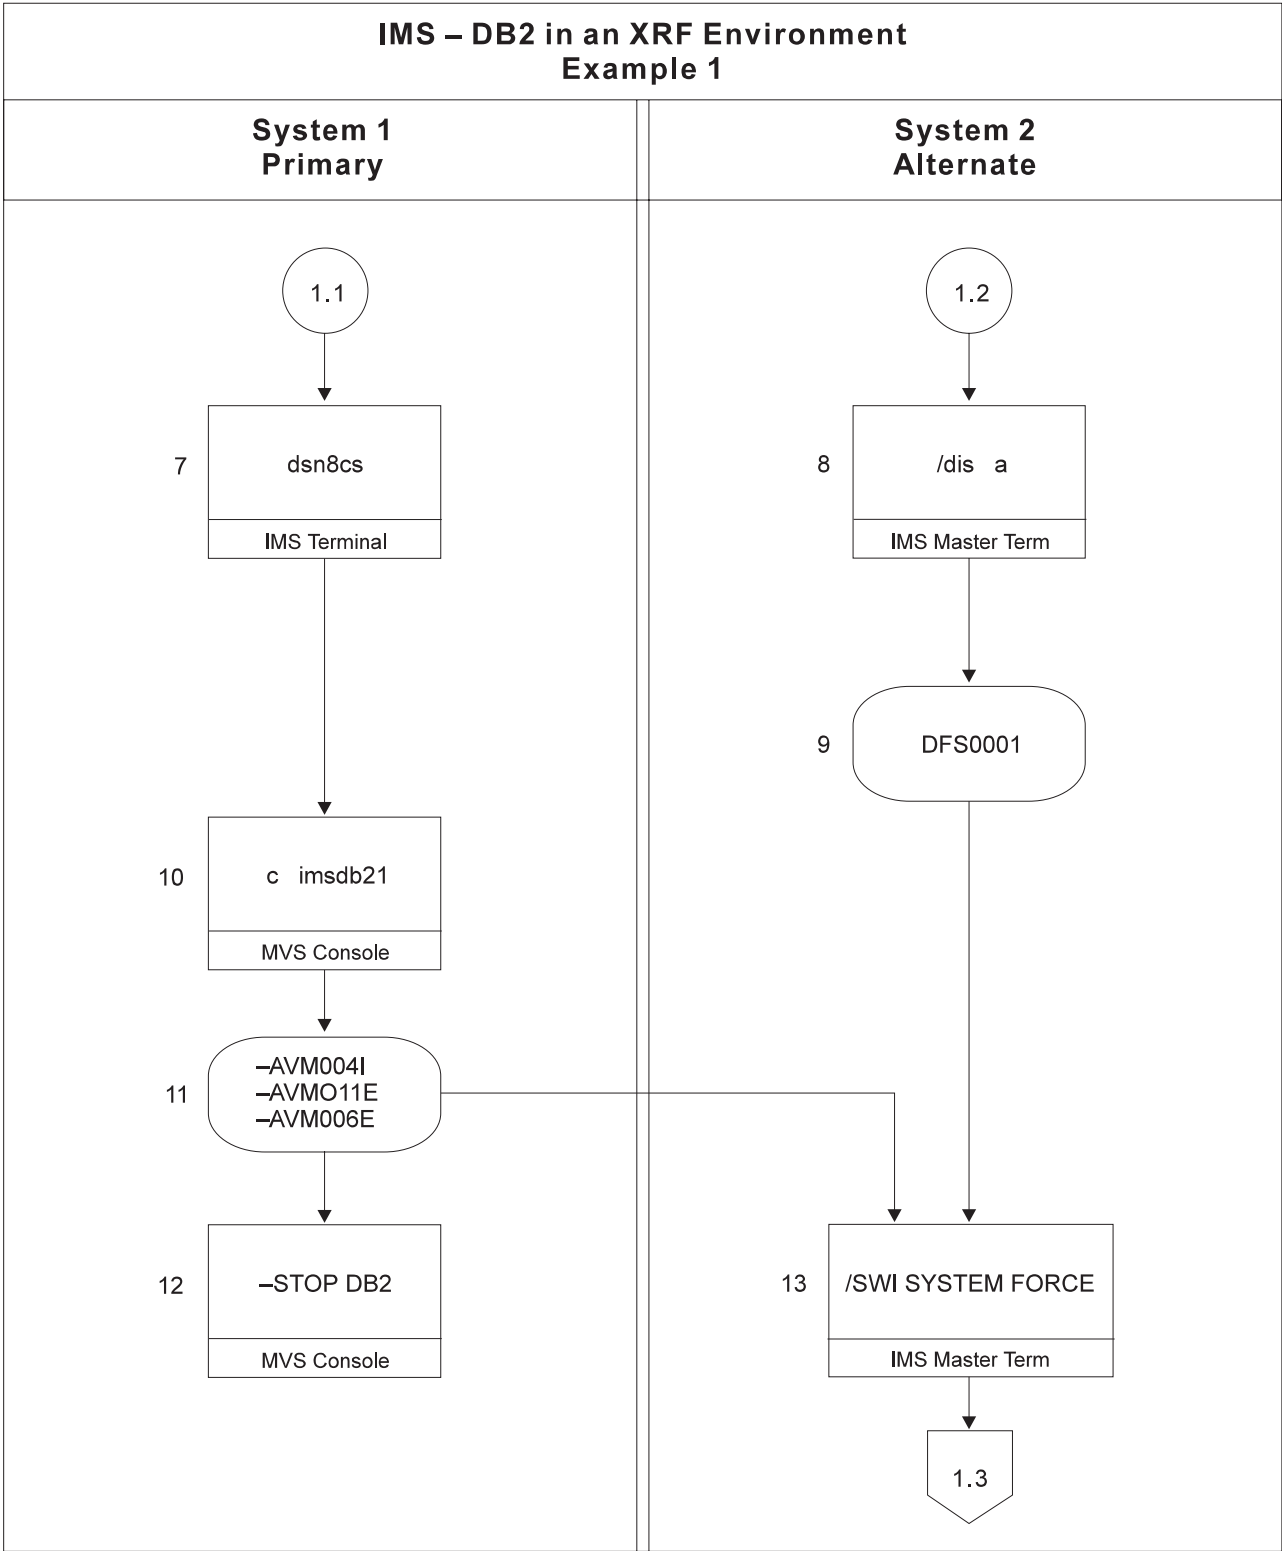 IMS – DB2 in an XRF Environment
Example 1
System 1
Primary
System 2
Alternate
1.1
1.2
7
dsn8cs
IMS Terminal
8
/dis a
IMS Master Term
9
DFS0001
10
c imsdb21
MVS Console
11
–AVM004I
–AVMO11E
–AVM006E
12
–STOP DB2
MVS Console
13
/SWI SYSTEM FORCE
IMS Master Term
1.3